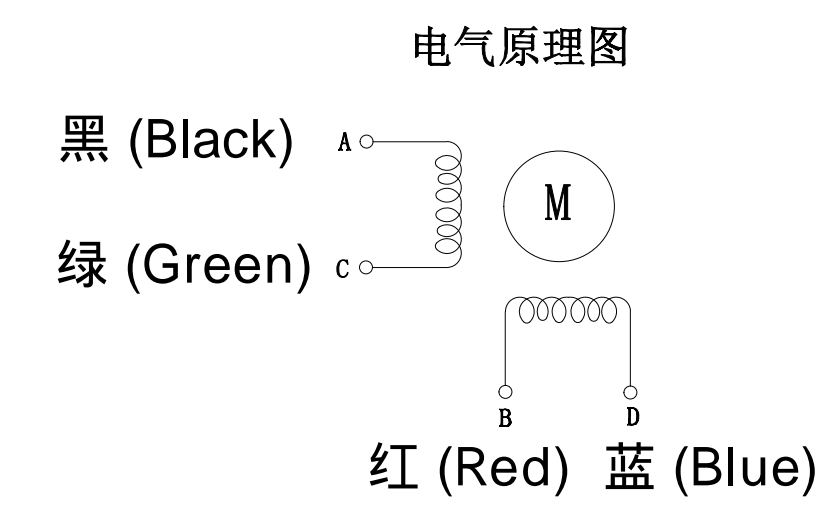 电气原理图
黑 (Black) A
M
绿 (Green) C
B D
红 (Red) 蓝 (Blue)